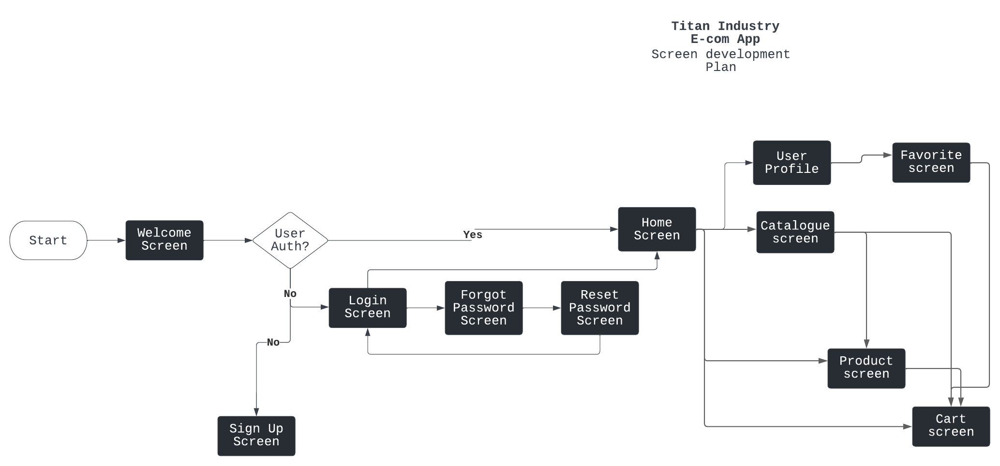 Titan Industry
E-com App
Screen development
Plan
Start
Welcome
Screen
User
Auth?
Yes
No
No
Login
Screen
Forgot
Password
Screen
Reset
Password
Screen
Sign Up
Screen
Home
Screen
User
Profile
Favorite
screen
Catalogue
screen
Product
screen
Cart
screen